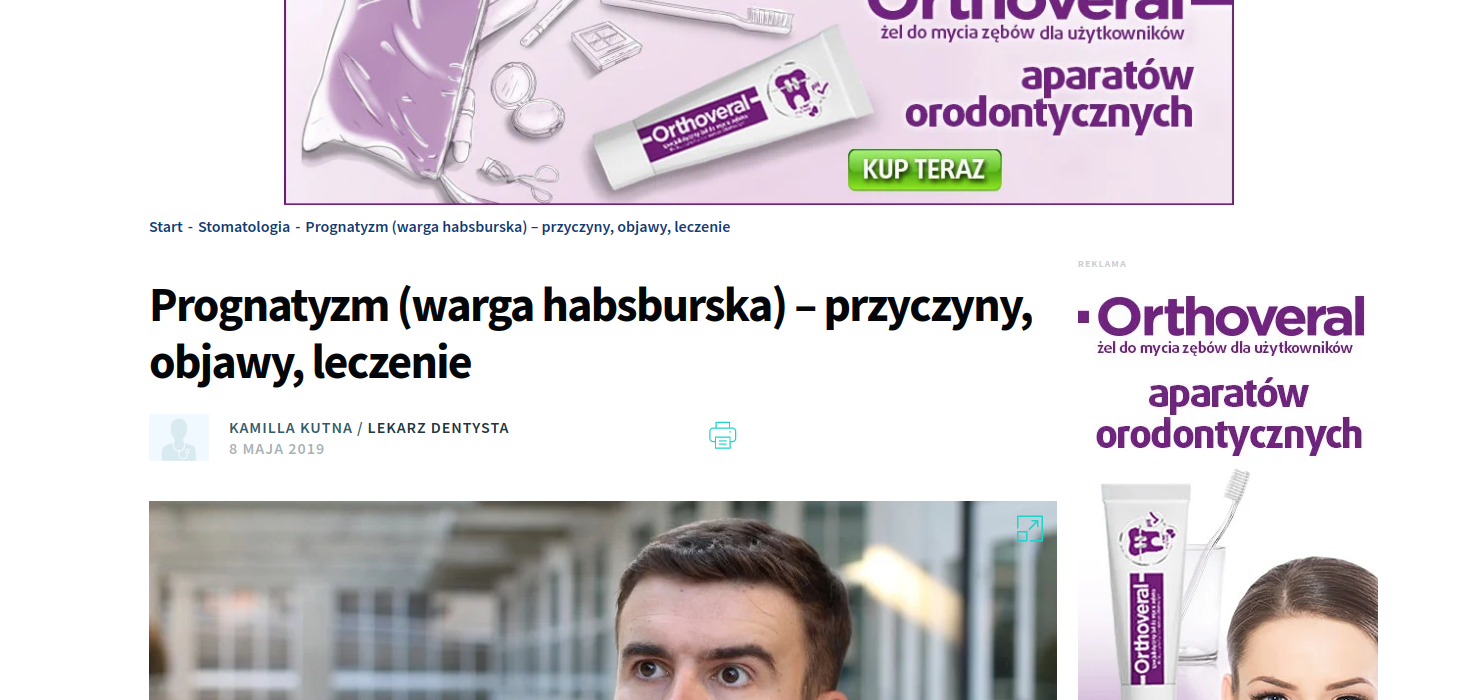 Orthoveral
żel do mycia zębów dla użytkowników
aparatów
orodontycznych
Orthoveral
KUP TERAZ
Start - Stomatologia - Prognatyzm (warga habsburska) – przyczyny, objawy, leczenie
REKLAMA
Prognatyzm (warga habsburska) – przyczyny,
objawy, leczenie
KAMILLA KUTNA / LEKARZ DENTYSTA
8 MAJA 2019
Orthoveral
żel do mycia zębów dla użytkowników
aparatów
orodontycznych
Orthoveral